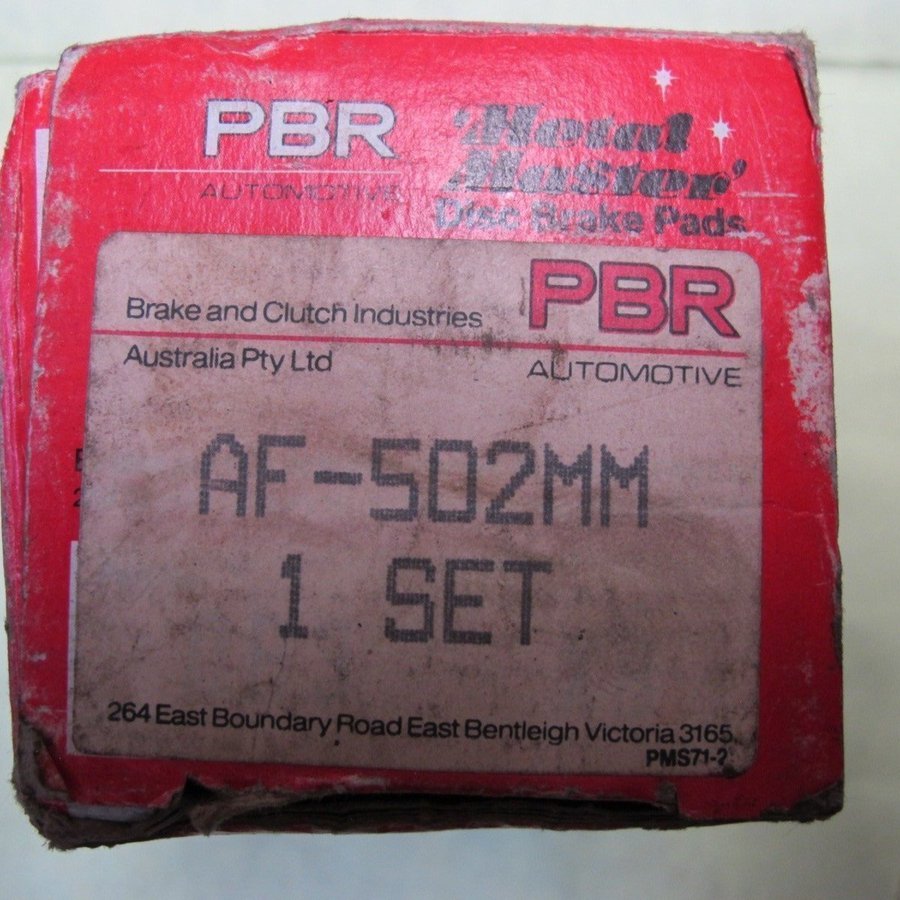 PBR
AUTOMOTIVE
'Metal
Master'
Disc Brake Pads
Brake and Clutch Industries
PBR
Australia Pty Ltd
AUTOMOTIVE
AF-502MM
1 SET
264 East Boundary Road East Bentleigh Victoria 3165.
PMS71-2